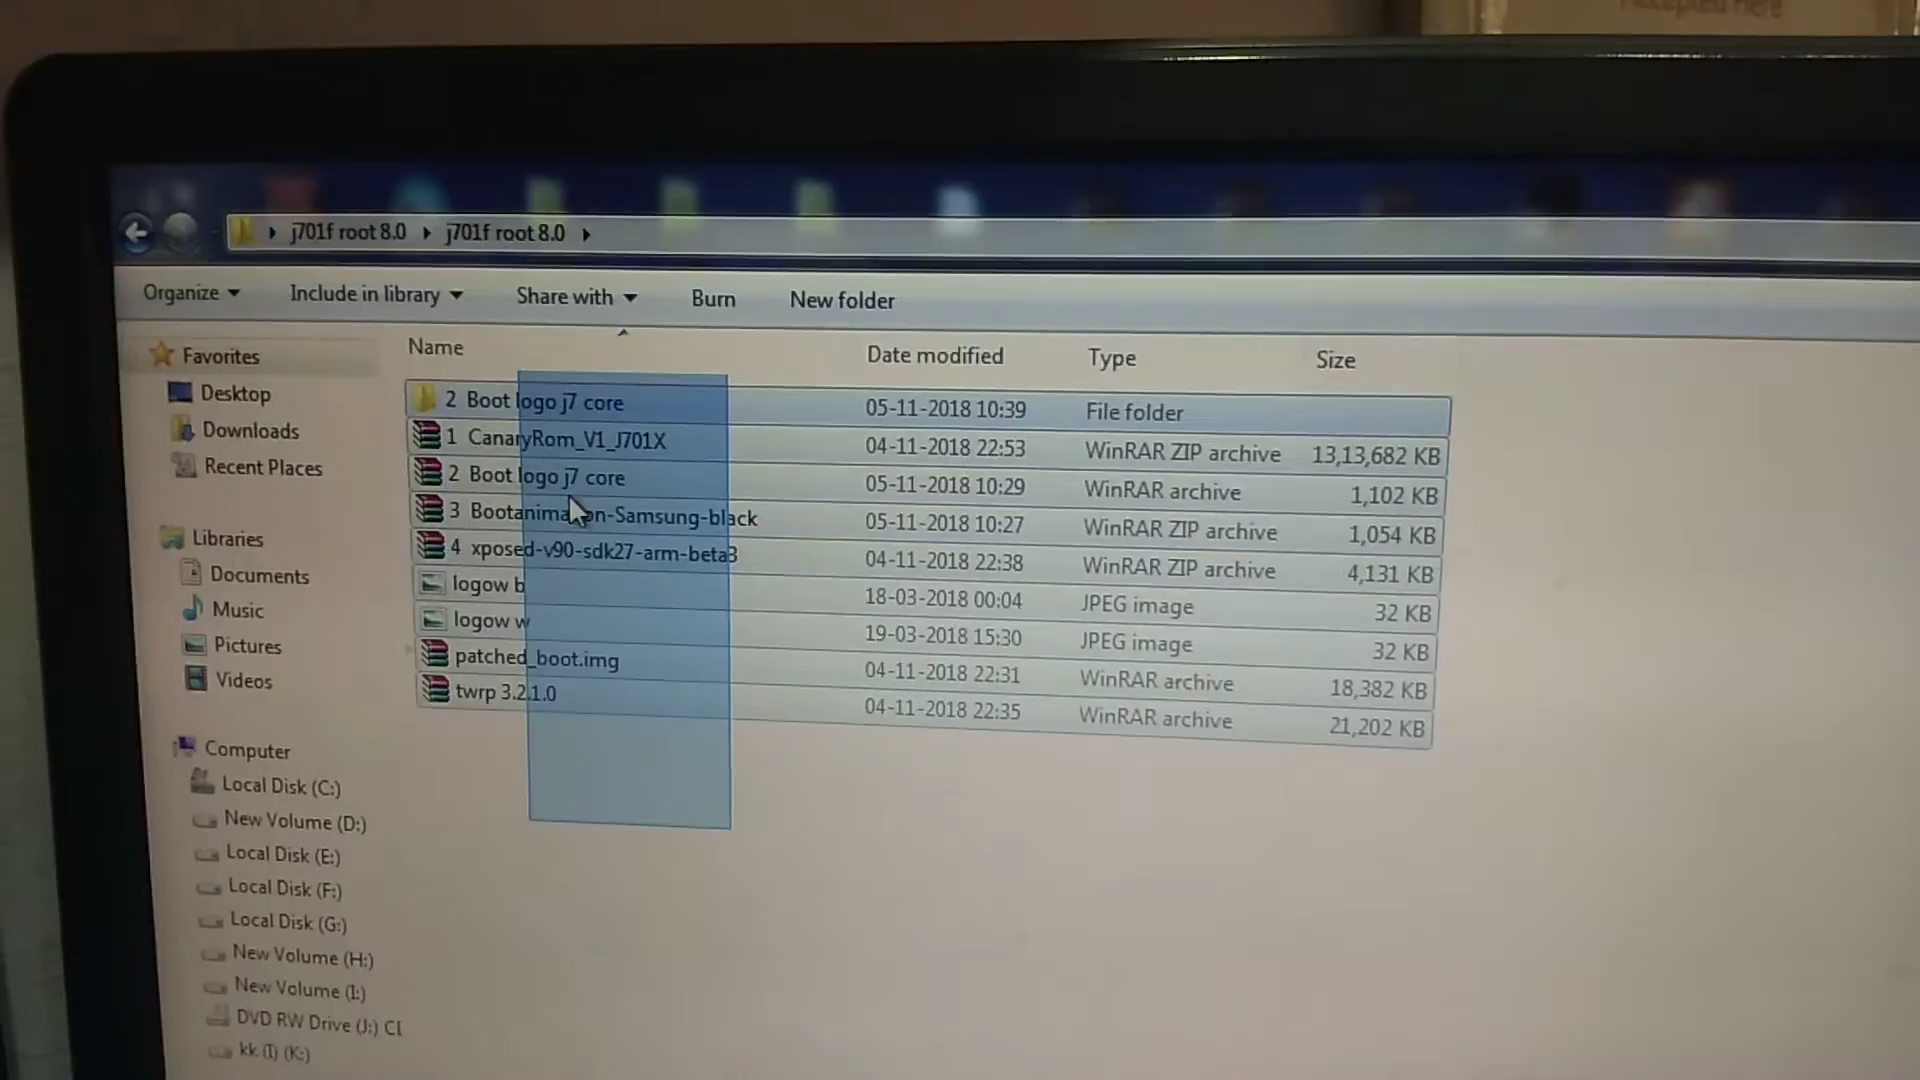 Accepted Here
j701f root 8.0 j701f root 8.0
Organize Include in library Share with Burn New folder
Name Date modified Type Size
Favorites
Desktop
Downloads
Recent Places
Libraries
Documents
Music
Pictures
Videos
Computer
Local Disk (C:)
New Volume (D:)
Local Disk (E:)
Local Disk (F:)
Local Disk (G:)
New Volume (H:)
New Volume (I:)
DVD RW Drive (J:) CD
kk (I) (K:)
2 Boot logo j7 core 05-11-2018 10:39 File folder
1 CanaryRom_V1_J701X 04-11-2018 22:53 WinRAR ZIP archive 13,13,682 KB
2 Boot logo j7 core 05-11-2018 10:29 WinRAR archive 1,102 KB
3 Bootanimation-Samsung-black 05-11-2018 10:27 WinRAR ZIP archive 1,054 KB
4 xposed-v90-sdk27-arm-beta3 04-11-2018 22:38 WinRAR ZIP archive 4,131 KB
logow b 18-03-2018 00:04 JPEG image 32 KB
logow w 19-03-2018 15:30 JPEG image 32 KB
patched_boot.img 04-11-2018 22:31 WinRAR archive 18,382 KB
twrp 3.2.1.0 04-11-2018 22:35 WinRAR archive 21,202 KB